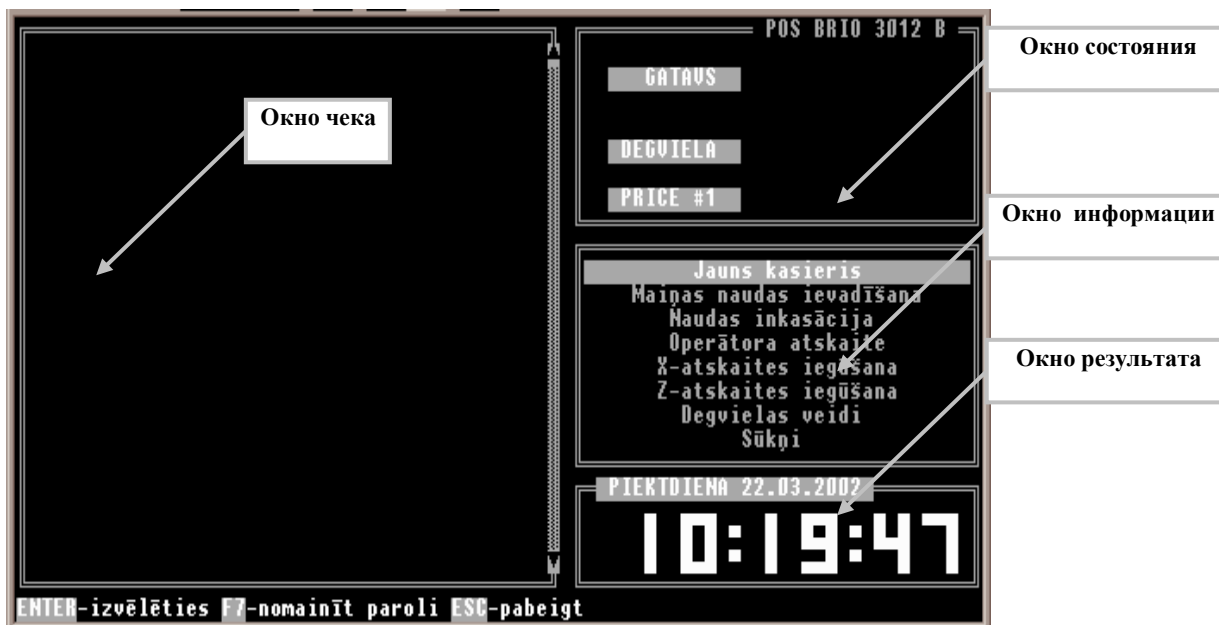 POS BRIO 3012 B
Окно состояния
GATAVS
Окно чека
DEGVIELA
PRICE #1
Окно информации
Jauns kasieris
Maiņas naudas ievadīšana
Naudas inkasācija
Operātora atskaite
X-atskaites iegūšana
Z-atskaites iegūšana
Degvielas veidi
Sūkņi
Окно результата
PIEKTDIENA 22.03.2002
10:19:47
ENTER-izvēlēties F7-nomainīt paroli ESC-pabeigt